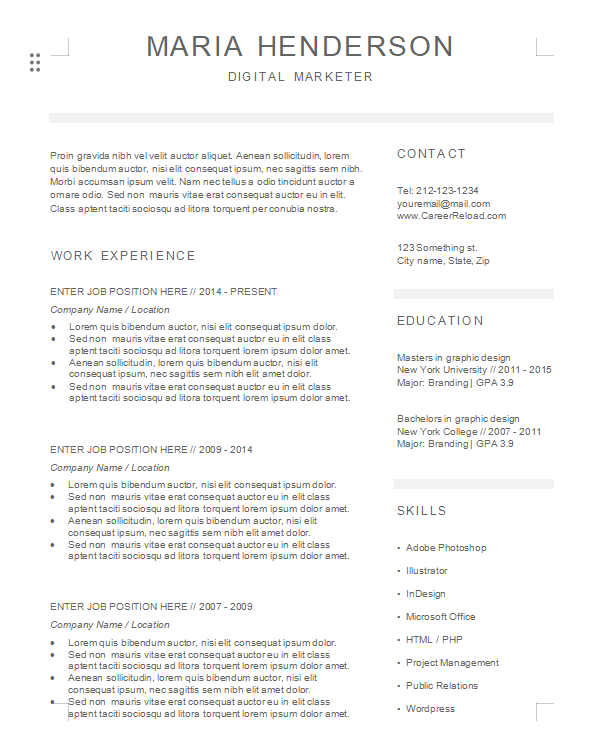 MARIA HENDERSON
DIGITAL MARKETER
Proin gravida nibh vel velit auctor aliquet. Aenean sollicitudin, lorem
quis bibendum auctor, nisi elit consequat ipsum, nec sagittis sem nibh.
Morbi accumsan ipsum velit. Nam nec tellus a odio tincidunt auctor a
ornare odio. Sed non mauris vitae erat consequat auctor eu in elit.
Class aptent taciti sociosqu ad litora torquent per conubia nostra.
WORK EXPERIENCE
ENTER JOB POSITION HERE // 2014 - PRESENT
Company Name / Location
• Lorem quis bibendum auctor, nisi elit consequat ipsum dolor.
• Sed non mauris vitae erat consequat auctor eu in elit class
aptent taciti sociosqu ad litora torquent lorem ipsum dolor amet.
• Aenean sollicitudin, lorem quis bibendum auctor, nisi elit
consequat ipsum, nec sagittis sem nibh elit amet dolor.
• Sed non mauris vitae erat consequat auctor eu in elit class
aptent taciti sociosqu ad litora torquent lorem ipsum dolor amet.
ENTER JOB POSITION HERE // 2009 - 2014
Company Name / Location
• Lorem quis bibendum auctor, nisi elit consequat ipsum dolor.
• Sed non mauris vitae erat consequat auctor eu in elit class
aptent taciti sociosqu ad litora torquent lorem ipsum dolor amet.
• Aenean sollicitudin, lorem quis bibendum auctor, nisi elit
consequat ipsum, nec sagittis sem nibh elit amet dolor.
• Sed non mauris vitae erat consequat auctor eu in elit class
aptent taciti sociosqu ad litora torquent lorem ipsum dolor amet.
ENTER JOB POSITION HERE // 2007 - 2009
Company Name / Location
• Lorem quis bibendum auctor, nisi elit consequat ipsum dolor.
• Sed non mauris vitae erat consequat auctor eu in elit class
aptent taciti sociosqu ad litora torquent lorem ipsum dolor amet.
• Aenean sollicitudin, lorem quis bibendum auctor, nisi elit
consequat ipsum, nec sagittis sem nibh elit amet dolor.
• Sed non mauris vitae erat consequat auctor eu in elit class
aptent taciti sociosqu ad litora torquent lorem ipsum dolor amet.
CONTACT
Tel: 212-123-1234
youremail@mail.com
www.CareerReload.com
123 Something st.
City name, State, Zip
EDUCATION
Masters in graphic design
New York University // 2011 - 2015
Major: Branding | GPA 3.9
Bachelors in graphic design
New York College // 2007 - 2011
Major: Branding | GPA 3.9
SKILLS
• Adobe Photoshop
• Illustrator
• InDesign
• Microsoft Office
• HTML / PHP
• Project Management
• Public Relations
• Wordpress